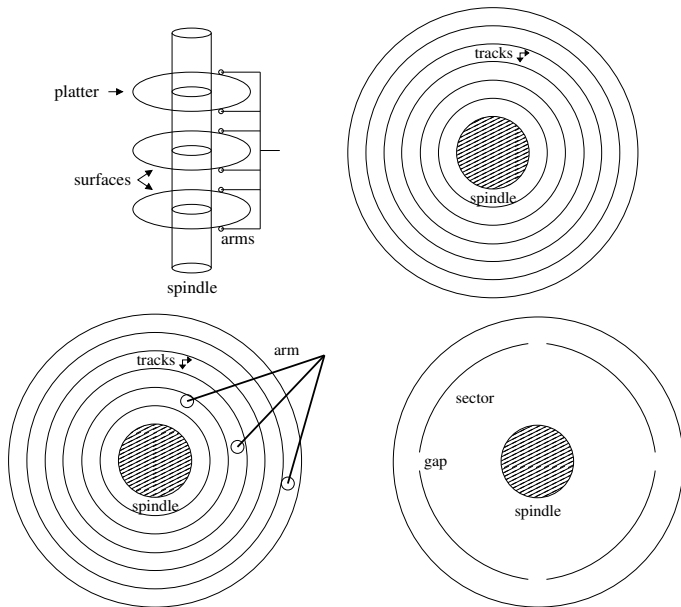 platter
surfaces
arms
spindle
tracks
spindle
tracks
arm
spindle
sector
gap
spindle